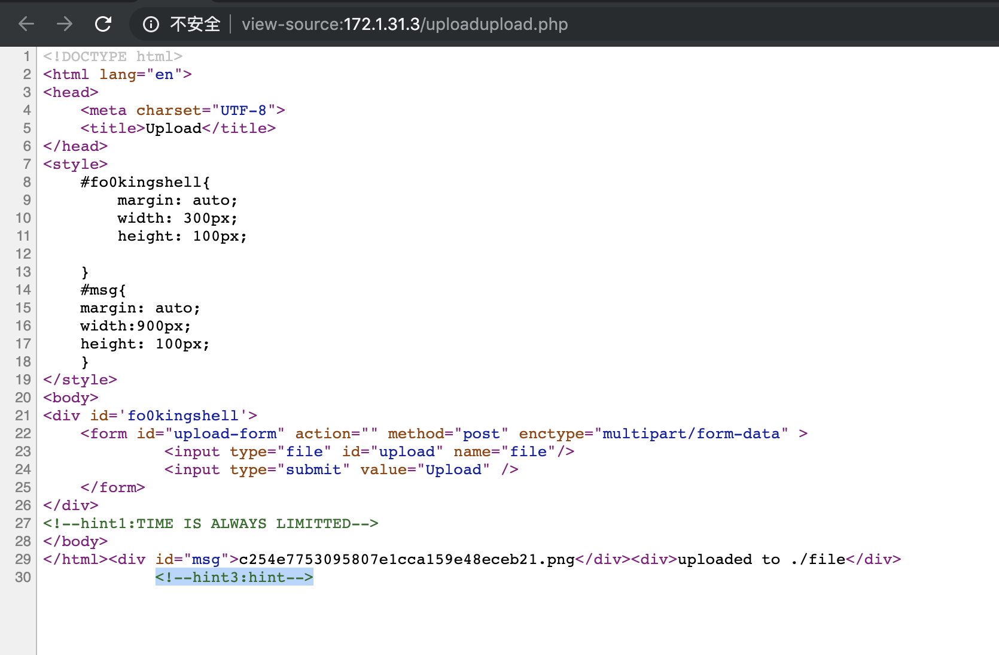 不安全 view-source:172.1.31.3/uploadupload.php
1 <!DOCTYPE html>
2 <html lang="en">
3 <head>
4 <meta charset="UTF-8">
5 <title>Upload</title>
6 </head>
7 <style>
8 #fo0kingshell{
9 margin: auto;
10 width: 300px;
11 height: 100px;
12
13 }
14 #msg{
15 margin: auto;
16 width:900px;
17 height: 100px;
18 }
19 </style>
20 <body>
21 <div id='fo0kingshell'>
22 <form id="upload-form" action="" method="post" enctype="multipart/form-data" >
23 <input type="file" id="upload" name="file"/>
24 <input type="submit" value="Upload" />
25 </form>
26 </div>
27 <!--hint1:TIME IS ALWAYS LIMITTED-->
28 </body>
29 </html><div id="msg">c254e7753095807e1cca159e48eceb21.png</div><div>uploaded to ./file</div>
30 <!--hint3:hint-->